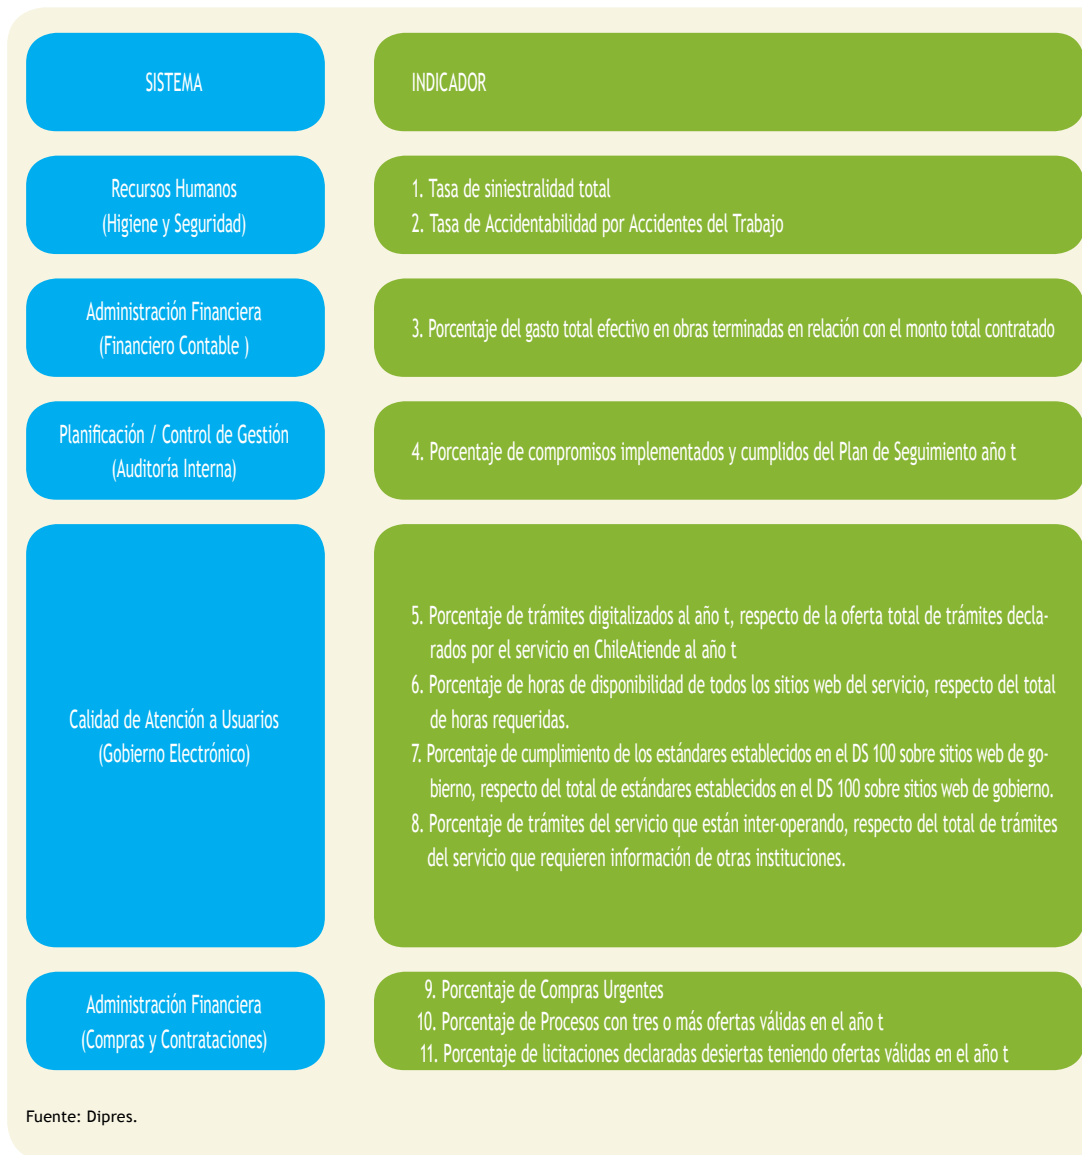 SISTEMA
INDICADOR
Recursos Humanos
(Higiene y Seguridad)
1. Tasa de siniestralidad total
2. Tasa de Accidentabilidad por Accidentes del Trabajo
Administración Financiera
(Financiero Contable )
3. Porcentaje del gasto total efectivo en obras terminadas en relación con el monto total contratado
Planificación / Control de Gestión
(Auditoría Interna)
4. Porcentaje de compromisos implementados y cumplidos del Plan de Seguimiento año t
Calidad de Atención a Usuarios
(Gobierno Electrónico)
5. Porcentaje de trámites digitalizados al año t, respecto de la oferta total de trámites decla-
rados por el servicio en ChileAtiende al año t
6. Porcentaje de horas de disponibilidad de todos los sitios web del servicio, respecto del total
de horas requeridas.
7. Porcentaje de cumplimiento de los estándares establecidos en el DS 100 sobre sitios web de go-
bierno, respecto del total de estándares establecidos en el DS 100 sobre sitios web de gobierno.
8. Porcentaje de trámites del servicio que están inter-operando, respecto del total de trámites
del servicio que requieren información de otras instituciones.
Administración Financiera
(Compras y Contrataciones)
9. Porcentaje de Compras Urgentes
10. Porcentaje de Procesos con tres o más ofertas válidas en el año t
11. Porcentaje de licitaciones declaradas desiertas teniendo ofertas válidas en el año t
Fuente: Dipres.